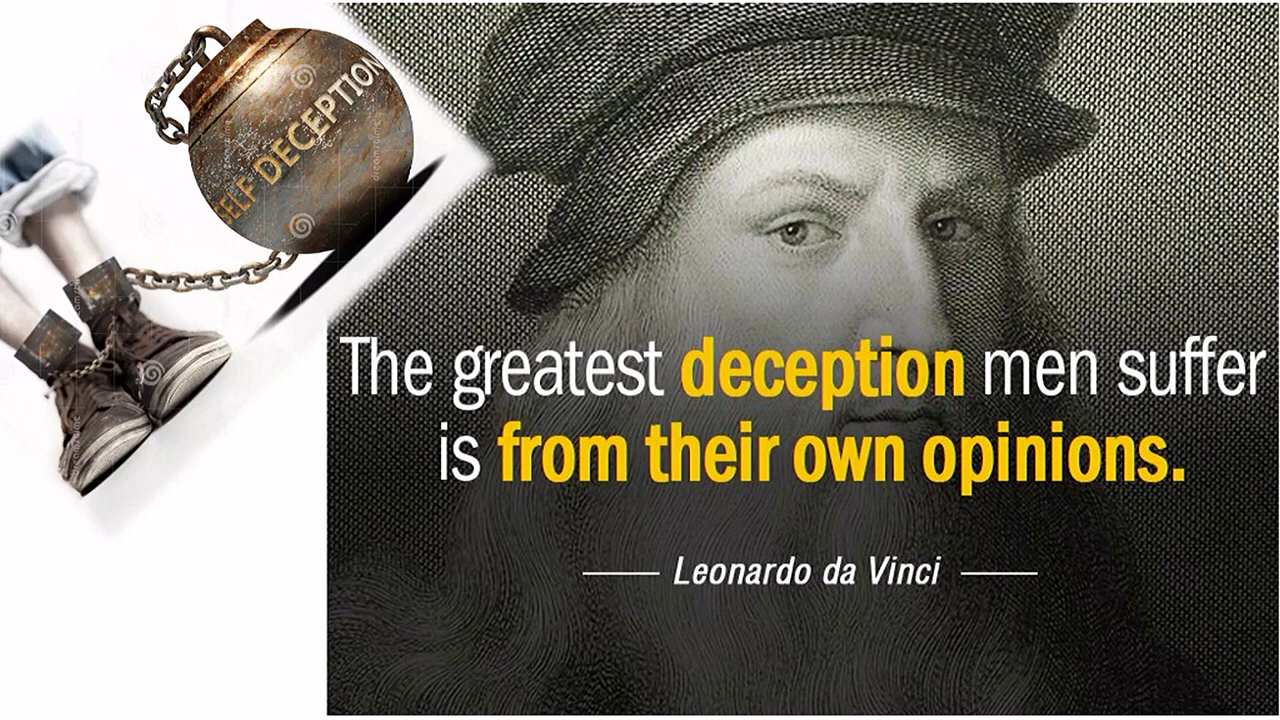 SELF DECEPTION
The greatest deception men suffer
is from their own opinions.
Leonardo da Vinci